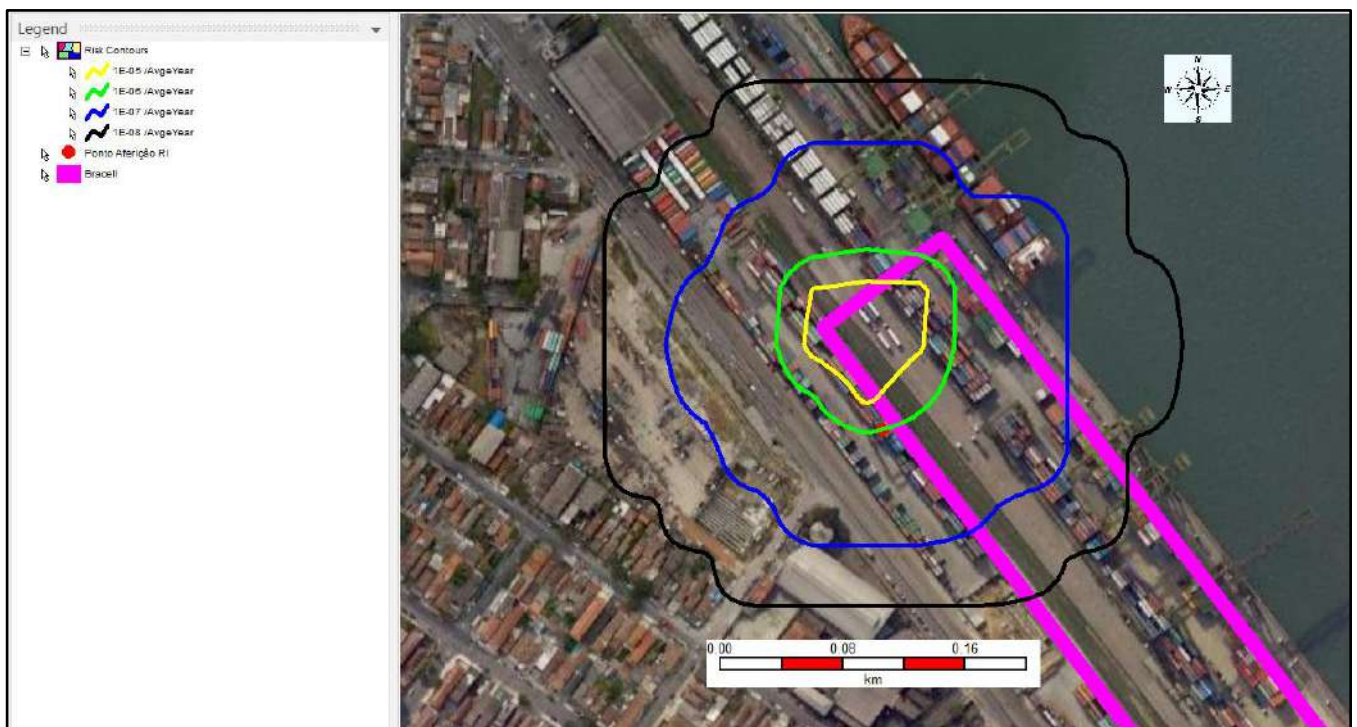 Legend
Risk Contours
1E-05 /AvgeYear
1E-06 /AvgeYear
1E-07 /AvgeYear
1E-08 /AvgeYear
Ponto Aferição RI
Bracell
N
W E
S
0.00 0.08 0.16
km